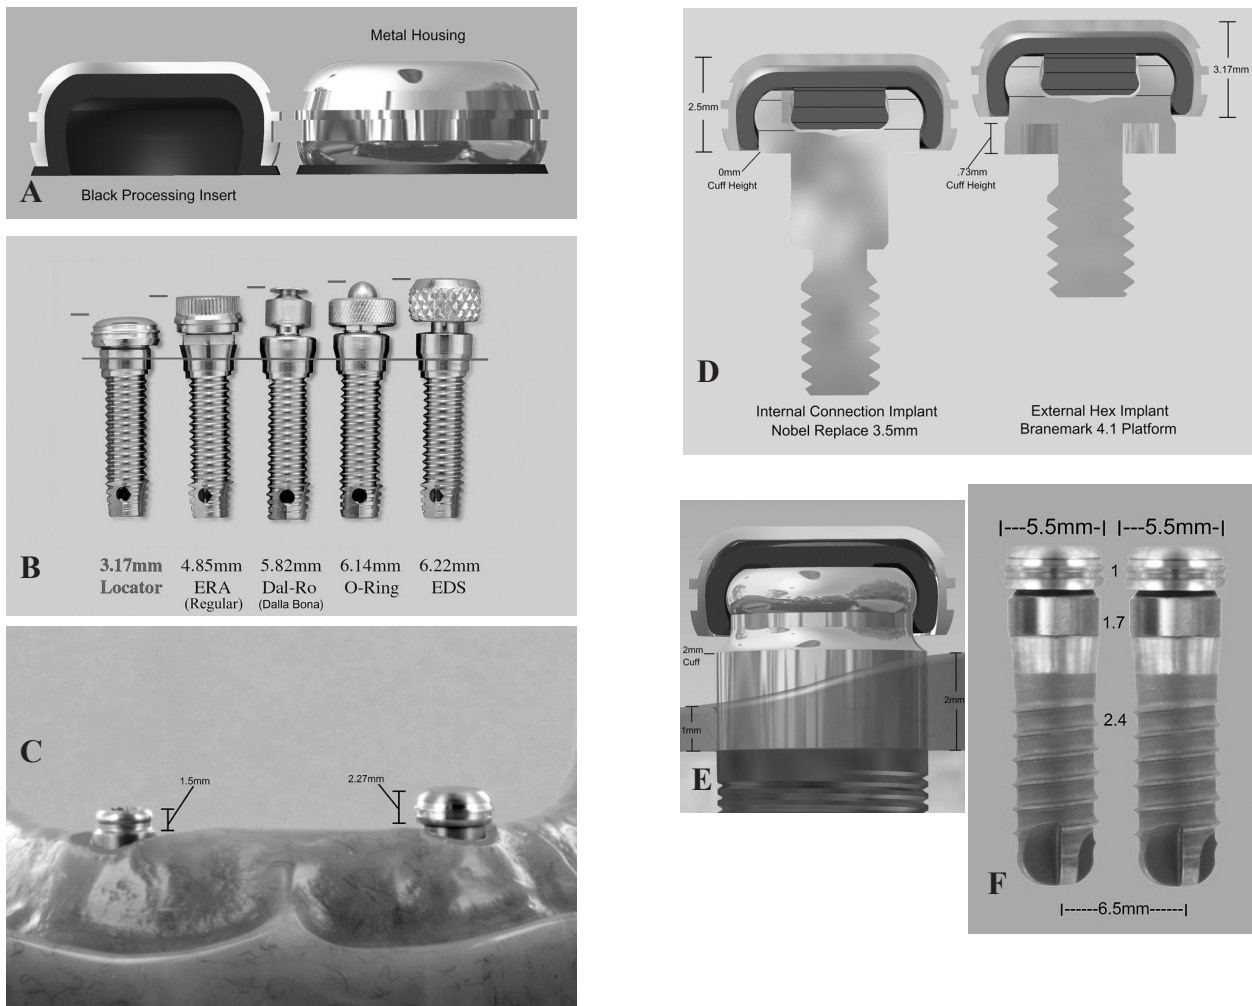 Metal Housing
Black Processing Insert
A
B
3.17mm
Locator
4.85mm
ERA
(Regular)
5.82mm
Dal-Ro
(Dalla Bona)
6.14mm
O-Ring
6.22mm
EDS
C
1.5mm
2.27mm
2.5mm
0mm
Cuff Height
3.17mm
.73mm
Cuff Height
D
Internal Connection Implant
Nobel Replace 3.5mm
External Hex Implant
Branemark 4.1 Platform
2mm
Cuff
1mm
2mm
E
|---5.5mm---| |---5.5mm-|
1
1.7
2.4
F
|------6.5mm------|